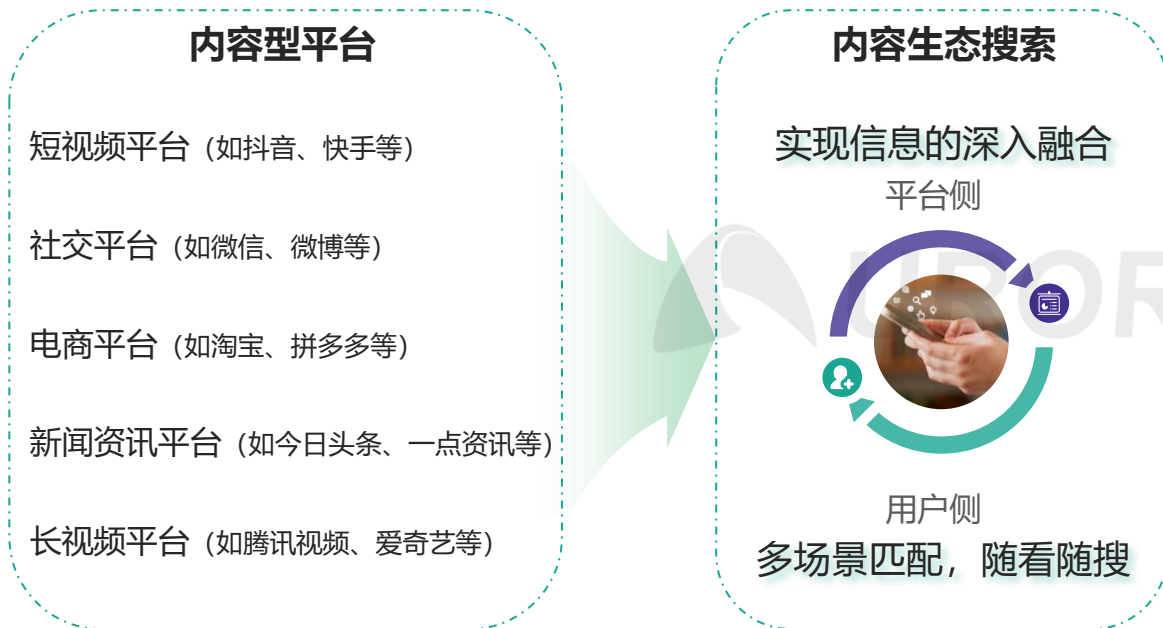 内容型平台
短视频平台（如抖音、快手等）
社交平台（如微信、微博等）
电商平台（如淘宝、拼多多等）
新闻资讯平台（如今日头条、一点资讯等）
长视频平台（如腾讯视频、爱奇艺等）
内容生态搜索
实现信息的深入融合
平台侧
用户侧
多场景匹配，随看随搜